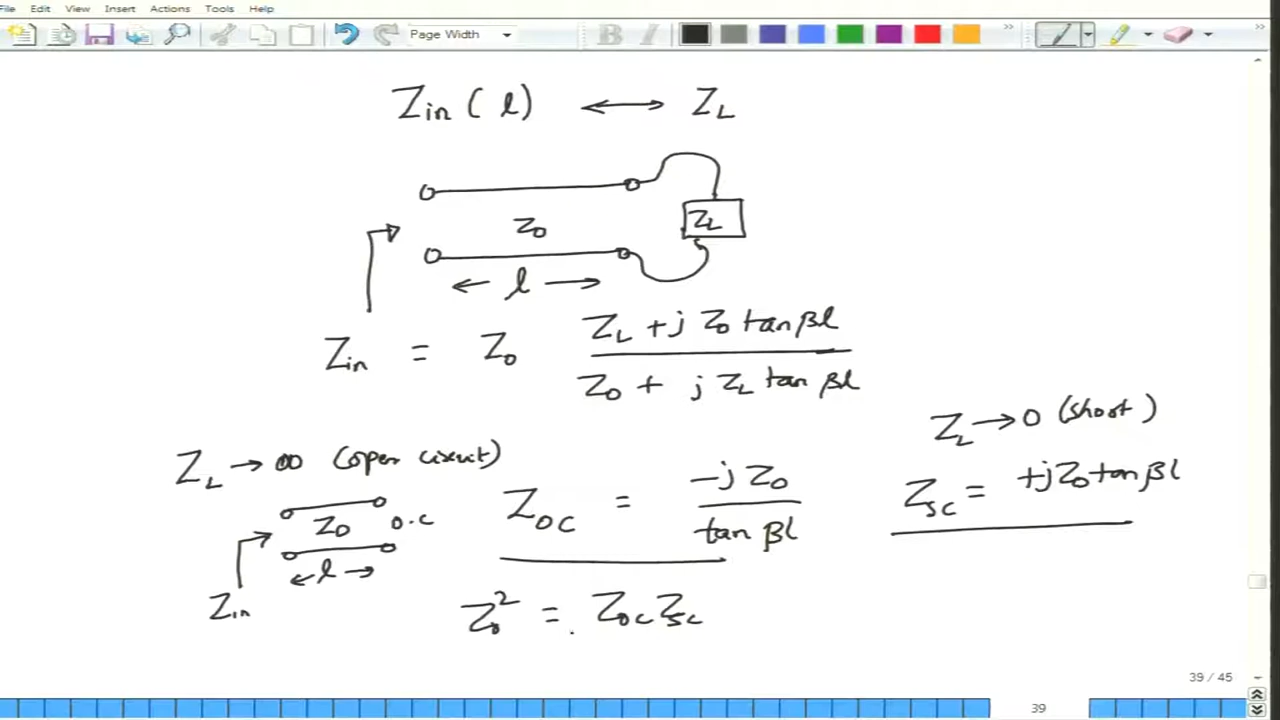 File Edit View Insert Actions Tools Help
Page Width
Zin ( l ) ⟷ ZL
ZL
Z0
← l →
Zin = Z0 (ZL + j Z0 tan βl) / (Z0 + j ZL tan βl)
ZL → 0 (short)
ZL → ∞ (open circuit)
ZOC = -j Z0 / tan βl
Zsc = +j Z0 tan βl
Z0 o.c
← l →
Zin
Z0² = Zoc Zsc
39 / 45
39